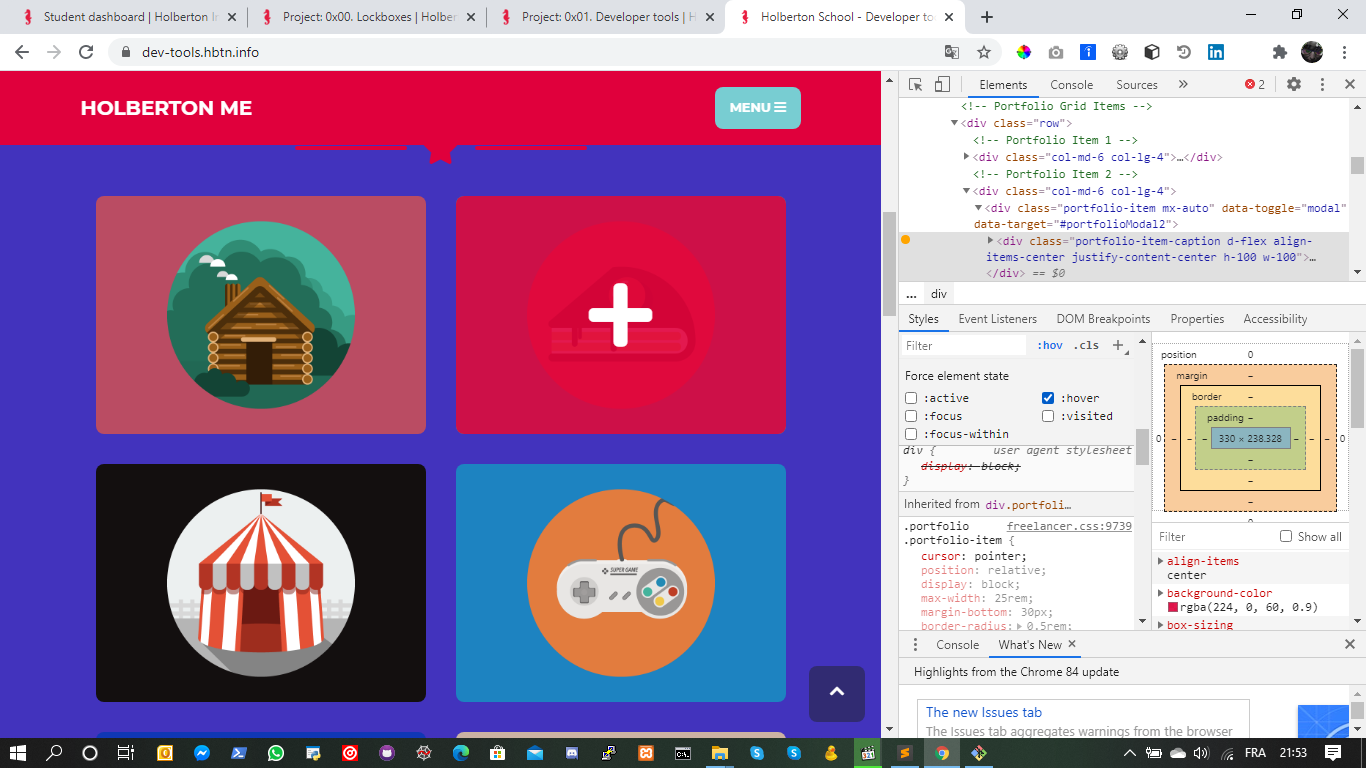 Student dashboard | Holberton In
Project: 0x00. Lockboxes | Holber
Project: 0x01. Developer tools | H
Holberton School - Developer to
dev-tools.hbtn.info
HOLBERTON ME
MENU
SUPER GAME
Elements
Console
Sources
2
<!-- Portfolio Grid Items -->
<div class="row">
<!-- Portfolio Item 1 -->
<div class="col-md-6 col-lg-4">…</div>
<!-- Portfolio Item 2 -->
<div class="col-md-6 col-lg-4">
<div class="portfolio-item mx-auto" data-toggle="modal"
data-target="#portfolioModal2">
<div class="portfolio-item-caption d-flex align-
items-center justify-content-center h-100 w-100">…
</div> == $0
... div
Styles
Event Listeners
DOM Breakpoints
Properties
Accessibility
Filter
:hov .cls +
Force element state
:active
:hover
:focus
:visited
:focus-within
div {
user agent stylesheet
display: block;
}
Inherited from div.portfoli…
.portfolio
freelancer.css:9739
.portfolio-item {
cursor: pointer;
position: relative;
display: block;
max-width: 25rem;
margin-bottom: 30px;
border-radius: 0.5rem;
position 0
margin –
border –
padding –
0 – – – 330 × 238.328 – – – 0
–
–
–
0
Filter
Show all
align-items
center
background-color
rgba(224, 0, 60, 0.9)
box-sizing
Console
What's New
Highlights from the Chrome 84 update
The new Issues tab
The Issues tab aggregates warnings from the browser
FRA
21:53